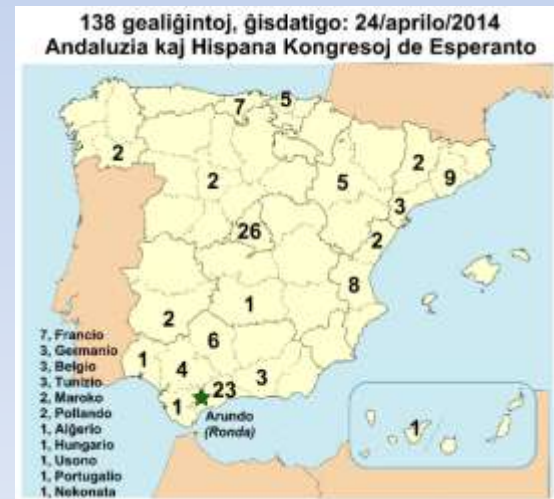 138 gealiĝintoj, ĝisdatigo: 24/aprilo/2014
Andaluzia kaj Hispana Kongresoj de Esperanto
7 5
2 2 5 2 9
3
26 2
8
2 1
6
1 4 3
23
1
Arundo
(Ronda)
1
7, Francio
3, Germanio
3, Belgio
3, Tunizio
2, Maroko
2, Pollando
1, Alĝerio
1, Hungario
1, Usono
1, Portugalio
1, Nekonata